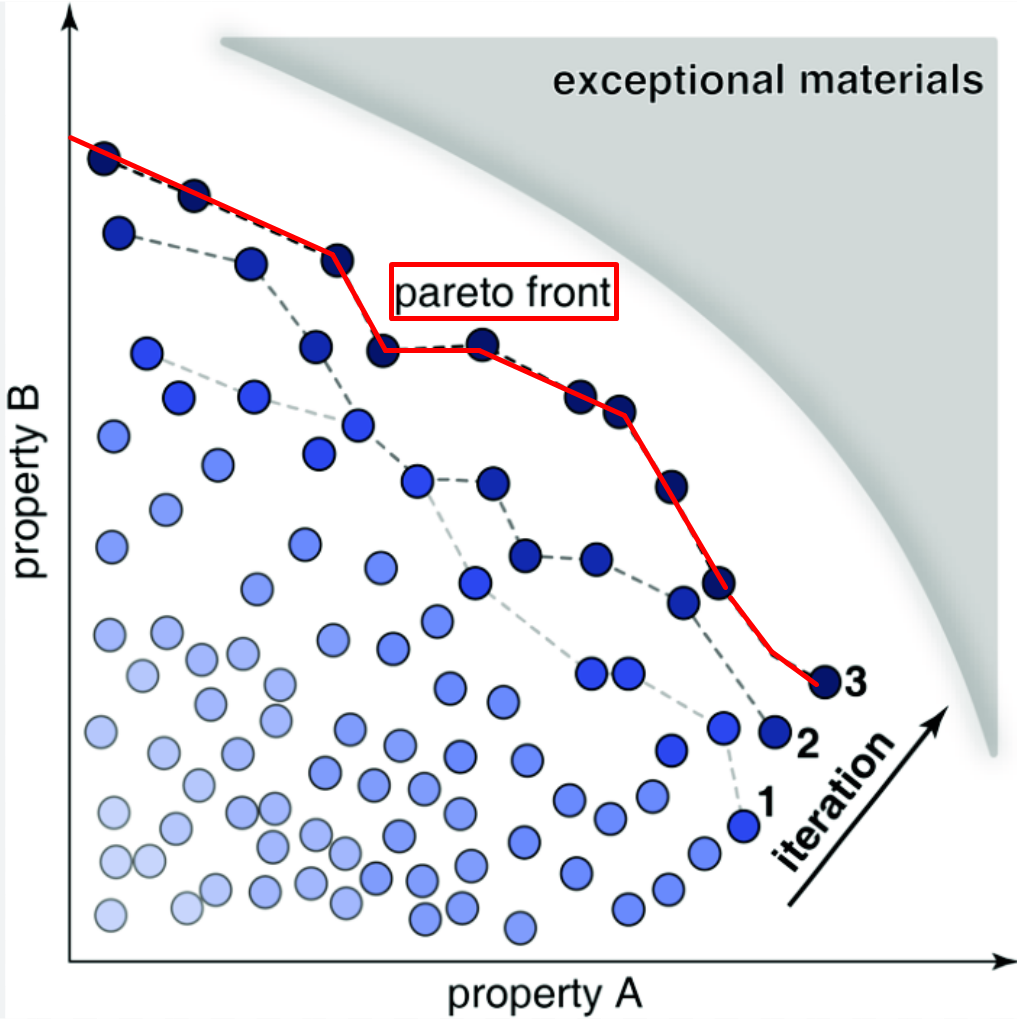 exceptional materials
pareto front
property B
3
2
1
iteration
property A